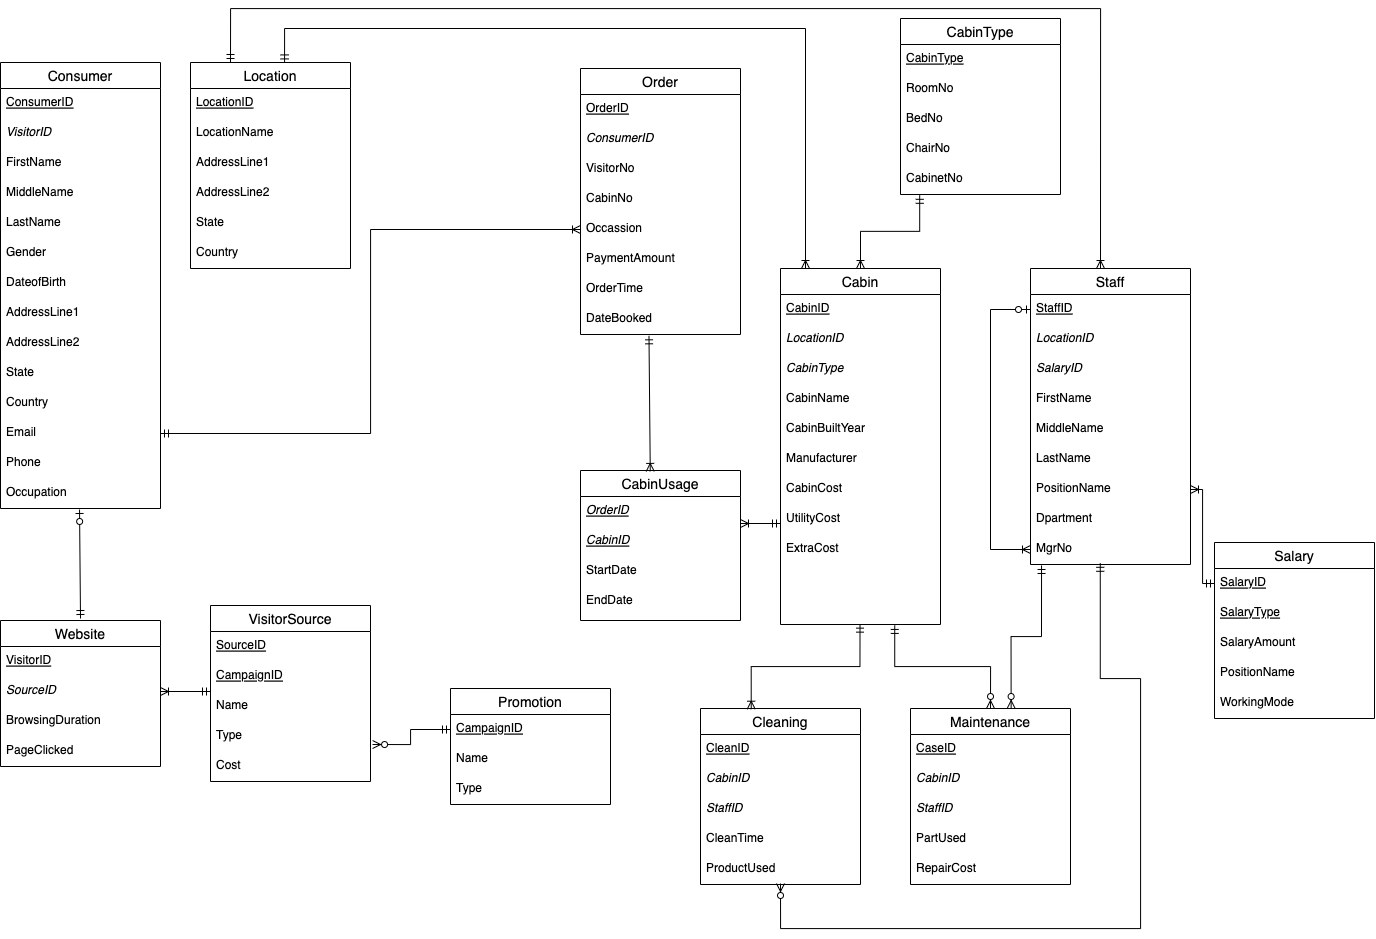 Consumer
ConsumerID
VisitorID
FirstName
MiddleName
LastName
Gender
DateofBirth
AddressLine1
AddressLine2
State
Country
Email
Phone
Occupation
Location
LocationID
LocationName
AddressLine1
AddressLine2
State
Country
Order
OrderID
ConsumerID
VisitorNo
CabinNo
Occassion
PaymentAmount
OrderTime
DateBooked
CabinType
CabinType
RoomNo
BedNo
ChairNo
CabinetNo
Cabin
CabinID
LocationID
CabinType
CabinName
CabinBuiltYear
Manufacturer
CabinCost
UtilityCost
ExtraCost
Staff
StaffID
LocationID
SalaryID
FirstName
MiddleName
LastName
PositionName
Dpartment
MgrNo
CabinUsage
OrderID
CabinID
StartDate
EndDate
Salary
SalaryID
SalaryType
SalaryAmount
PositionName
WorkingMode
Website
VisitorID
SourceID
BrowsingDuration
PageClicked
VisitorSource
SourceID
CampaignID
Name
Type
Cost
Promotion
CampaignID
Name
Type
Cleaning
CleanID
CabinID
StaffID
CleanTime
ProductUsed
Maintenance
CaseID
CabinID
StaffID
PartUsed
RepairCost